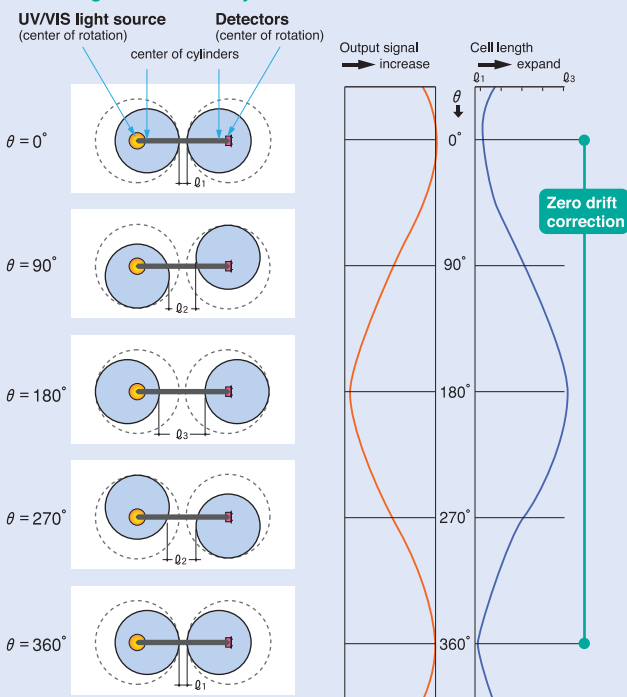 UV/VIS light source
(center of rotation)
Detectors
(center of rotation)
center of cylinders
Output signal
increase
Cell length
expand
ℓ1
ℓ3
θ
θ = 0°
ℓ1
0°
Zero drift
correction
θ = 90°
ℓ2
90°
θ = 180°
ℓ3
180°
θ = 270°
ℓ2
270°
θ = 360°
ℓ1
360°